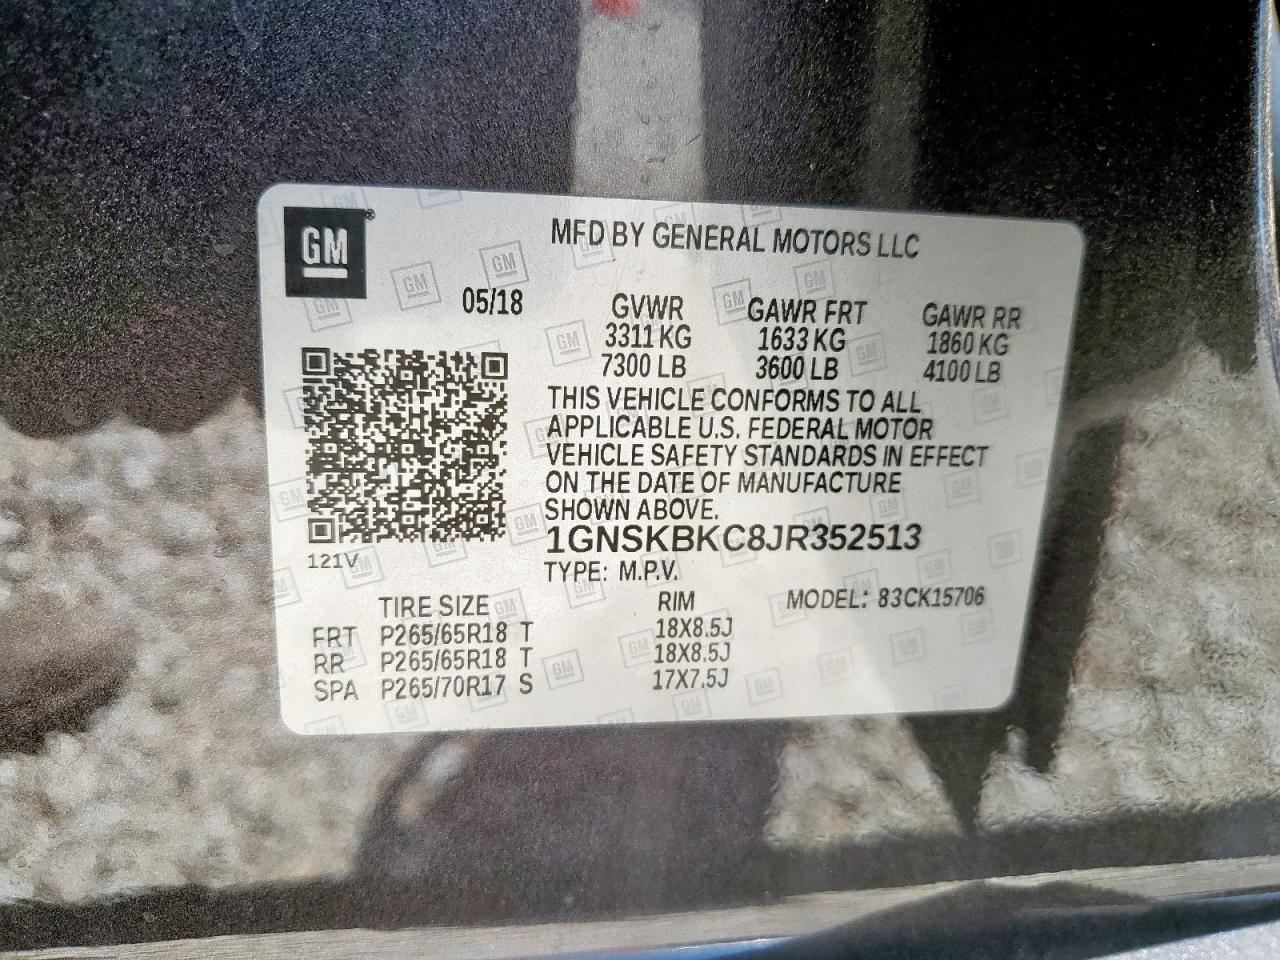 GM®
MFD BY GENERAL MOTORS LLC
05/18 GVWR GAWR FRT GAWR RR
3311 KG 1633 KG 1860 KG
7300 LB 3600 LB 4100 LB
THIS VEHICLE CONFORMS TO ALL
APPLICABLE U.S. FEDERAL MOTOR
VEHICLE SAFETY STANDARDS IN EFFECT
ON THE DATE OF MANUFACTURE
SHOWN ABOVE.
1GNSKBKC8JR352513
121V
TYPE: M.P.V.
TIRE SIZE RIM MODEL: 83CK15706
FRT P265/65R18 T 18X8.5J
RR P265/65R18 T 18X8.5J
SPA P265/70R17 S 17X7.5J